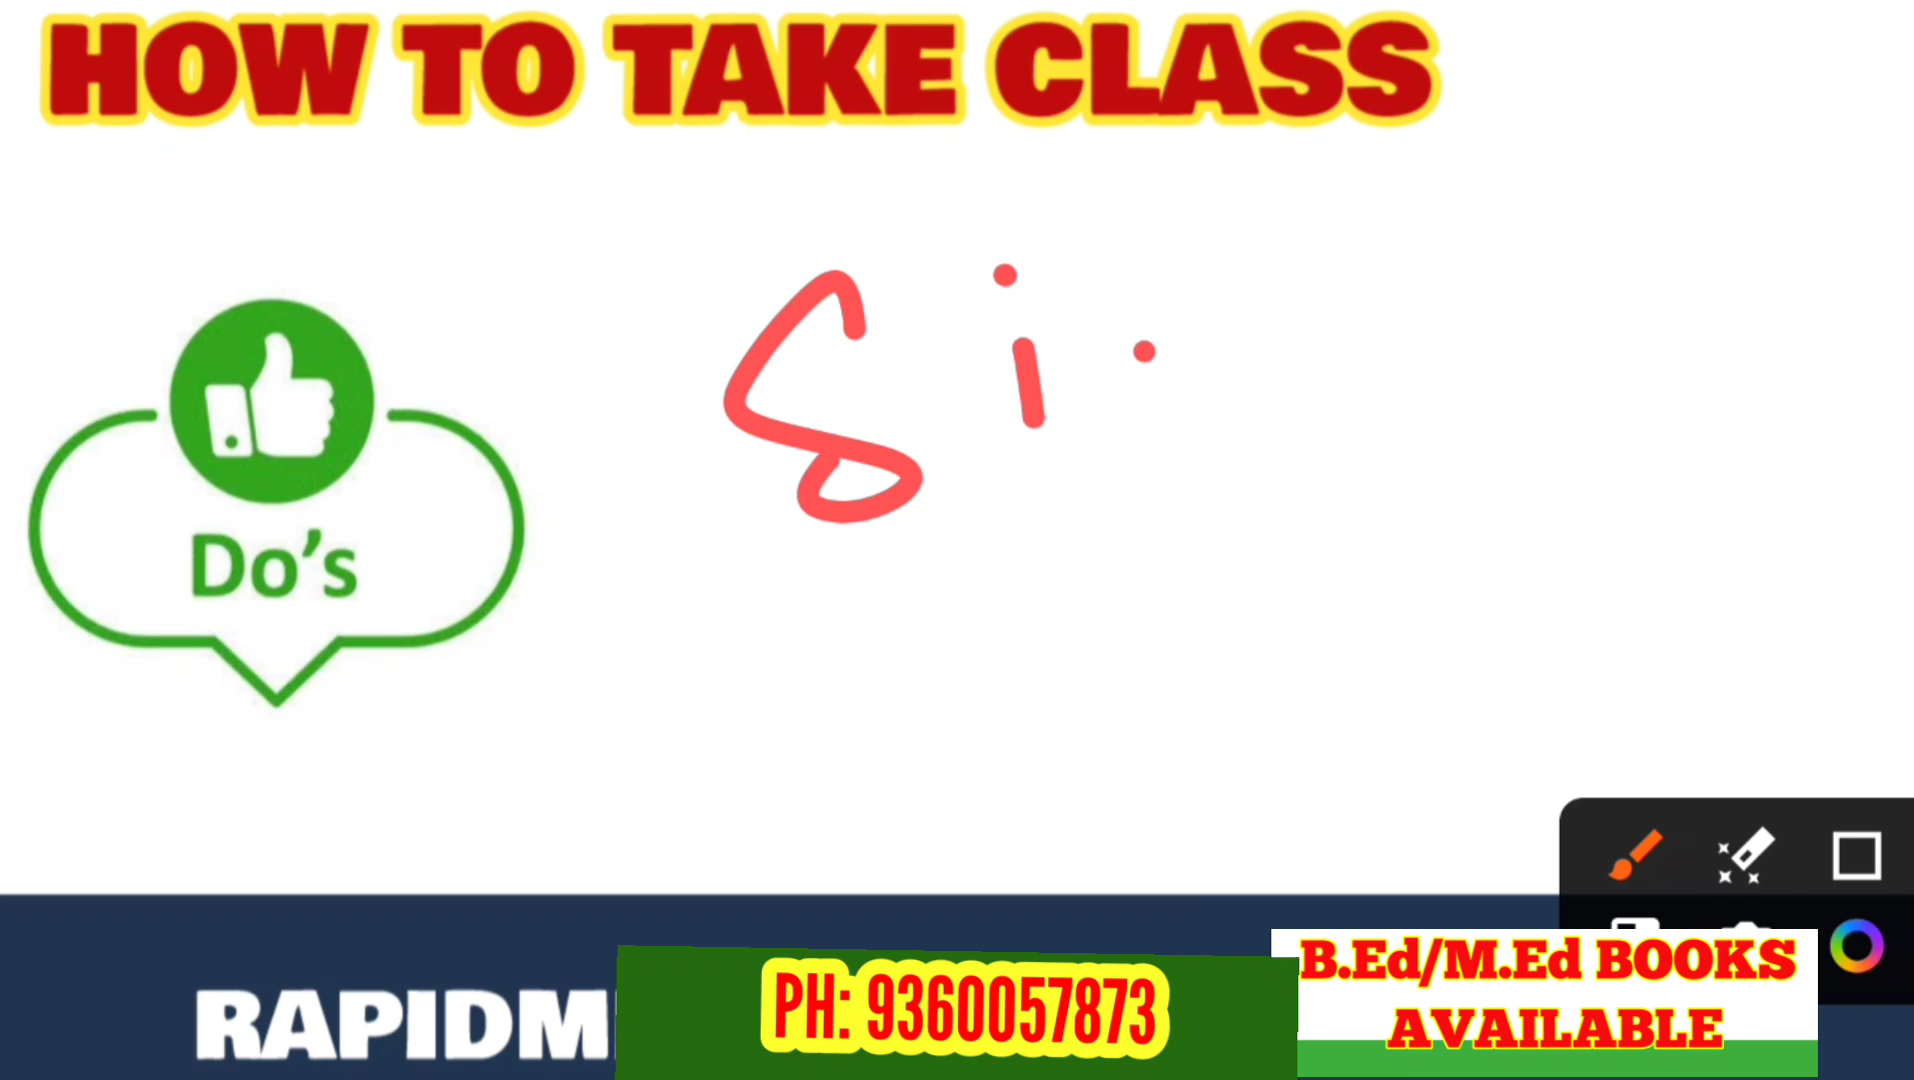 HOW TO TAKE CLASS
Si
Do's
RAPIDM
PH: 9360057873
B.Ed/M.Ed BOOKS
AVAILABLE